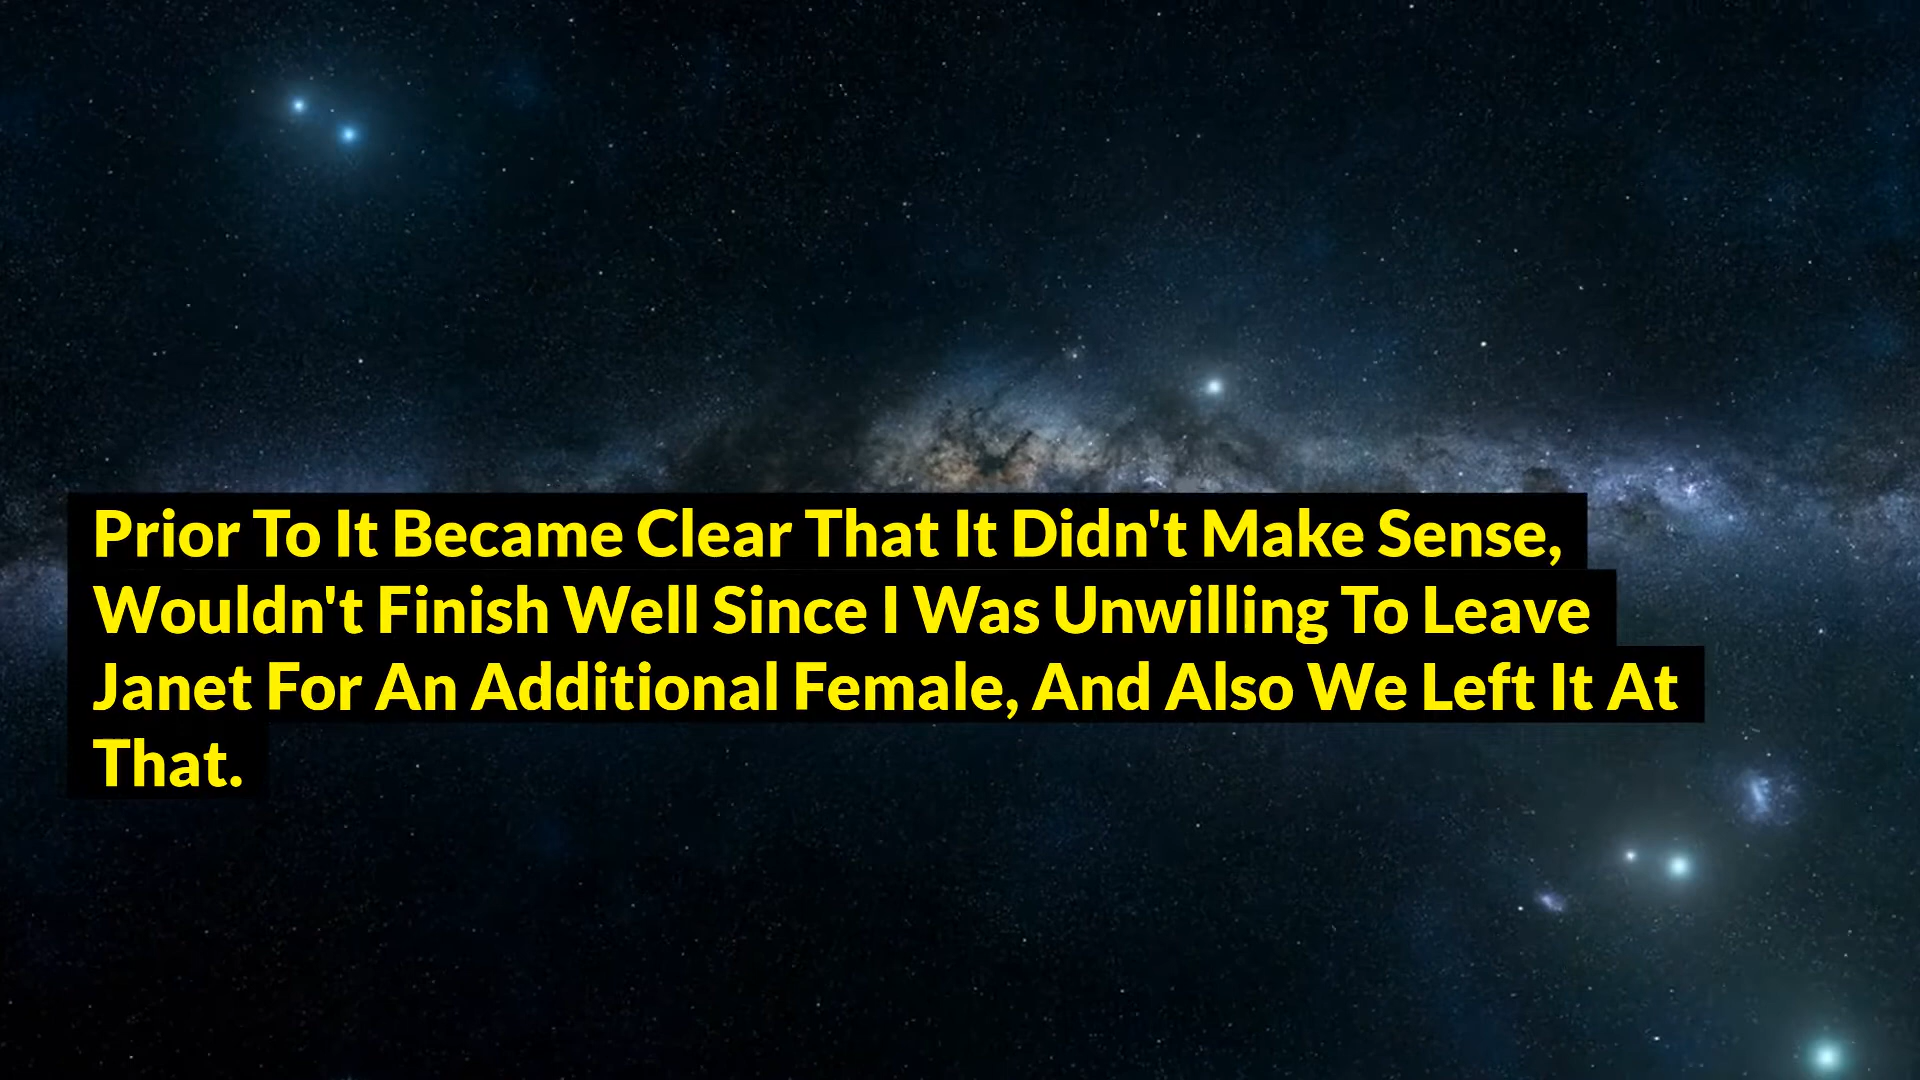 Prior To It Became Clear That It Didn't Make Sense,
Wouldn't Finish Well Since I Was Unwilling To Leave
Janet For An Additional Female, And Also We Left It At
That.